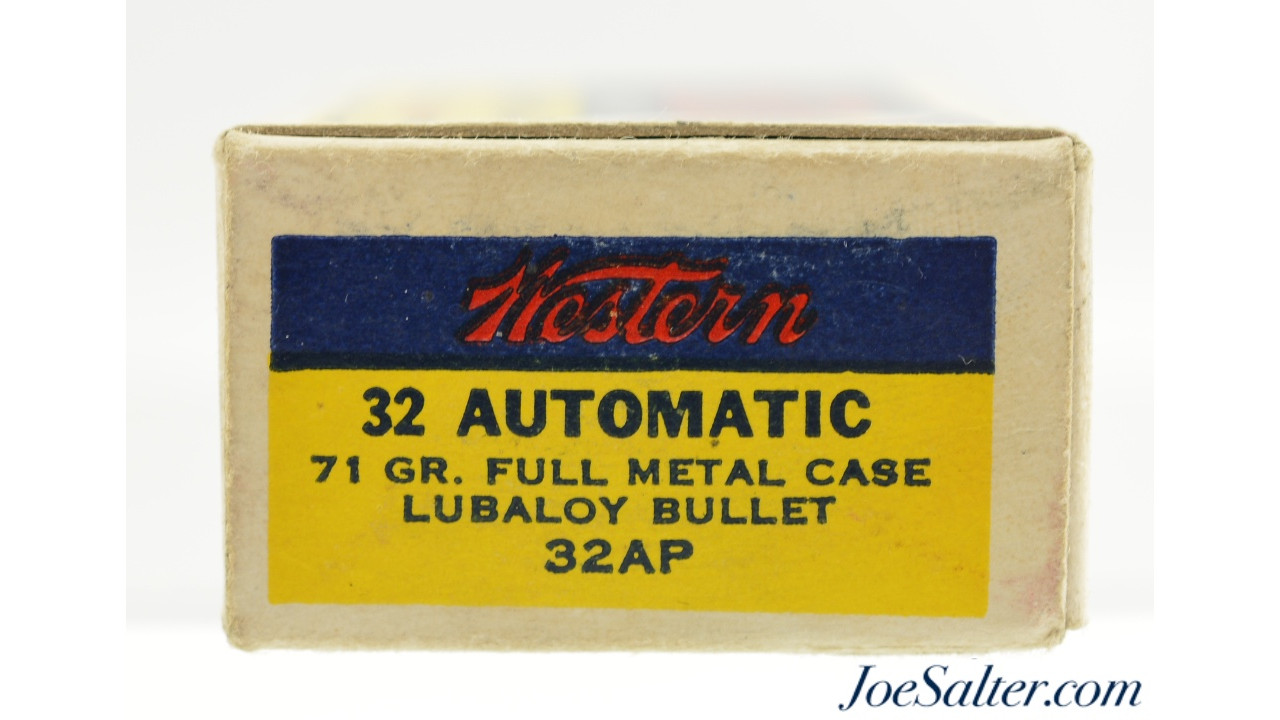 Western
32 AUTOMATIC
71 GR. FULL METAL CASE
LUBALOY BULLET
32AP
JoeSalter.com